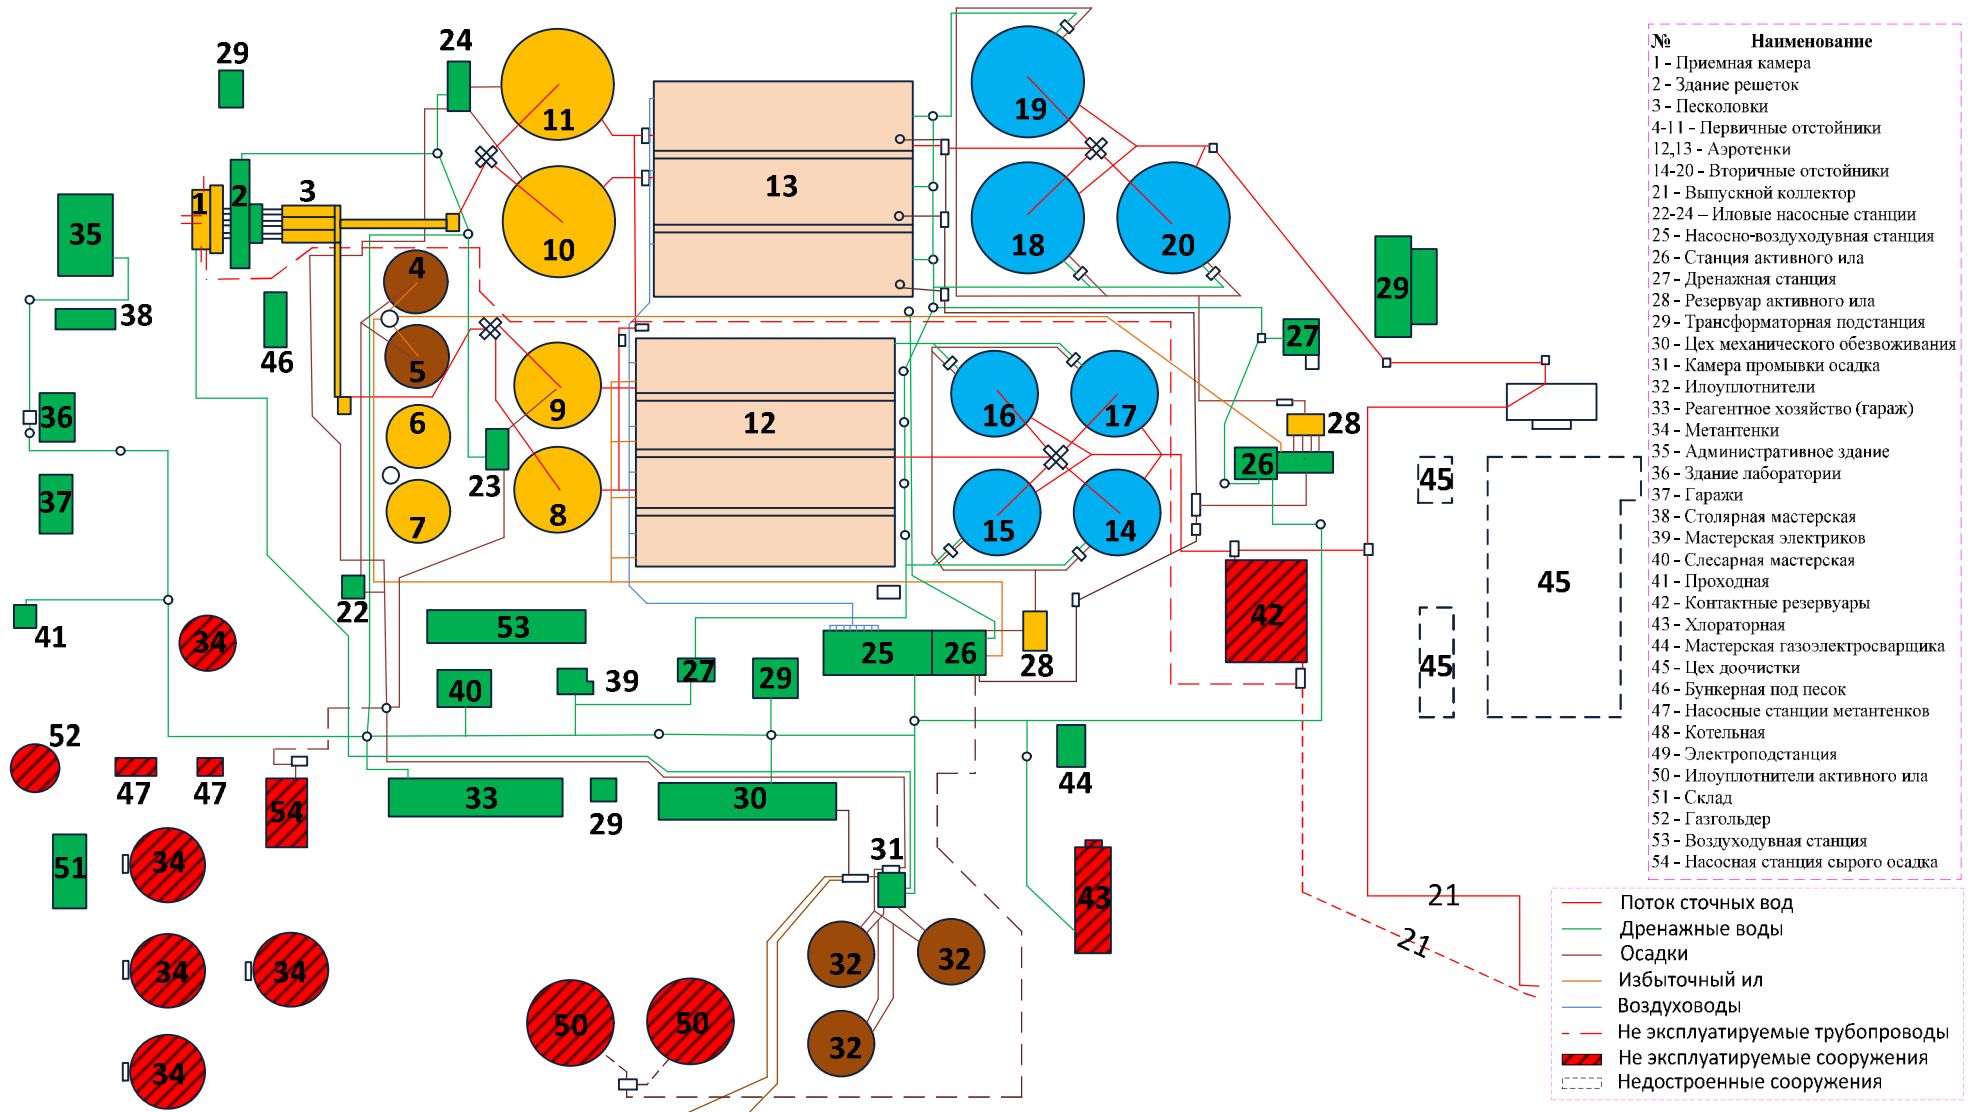 29
24
11
13
19
1
2
3
35
10
18
20
4
29
38
46
5
27
9
16
17
36
6
12
28
26
45
23
37
7
8
15
14
45
22
41
34
53
42
25
26
28
45
40
39
27
29
52
47
47
54
33
29
30
44
51
34
31
43
21
21
34
34
32
32
50
50
32
34
№ Наименование
1 - Приемная камера
2 - Здание решеток
3 - Песколовки
4-11 - Первичные отстойники
12,13 - Аэротенки
14-20 - Вторичные отстойники
21 - Выпускной коллектор
22-24 – Иловые насосные станции
25 - Насосно-воздуходувная станция
26 - Станция активного ила
27 - Дренажная станция
28 - Резервуар активного ила
29 - Трансформаторная подстанция
30 - Цех механического обезвоживания
31 - Камера промывки осадка
32 - Илоуплотнители
33 - Реагентное хозяйство (гараж)
34 - Метантенки
35 - Административное здание
36 - Здание лаборатории
37 - Гаражи
38 - Столярная мастерская
39 - Мастерская электриков
40 - Слесарная мастерская
41 - Проходная
42 - Контактные резервуары
43 - Хлораторная
44 - Мастерская газоэлектросварщика
45 - Цех доочистки
46 - Бункерная под песок
47 - Насосные станции метантенков
48 - Котельная
49 - Электроподстанция
50 - Илоуплотнители активного ила
51 - Склад
52 - Газгольдер
53 - Воздуходувная станция
54 - Насосная станция сырого осадка
Поток сточных вод
Дренажные воды
Осадки
Избыточный ил
Воздуховоды
Не эксплуатируемые трубопроводы
Не эксплуатируемые сооружения
Недостроенные сооружения